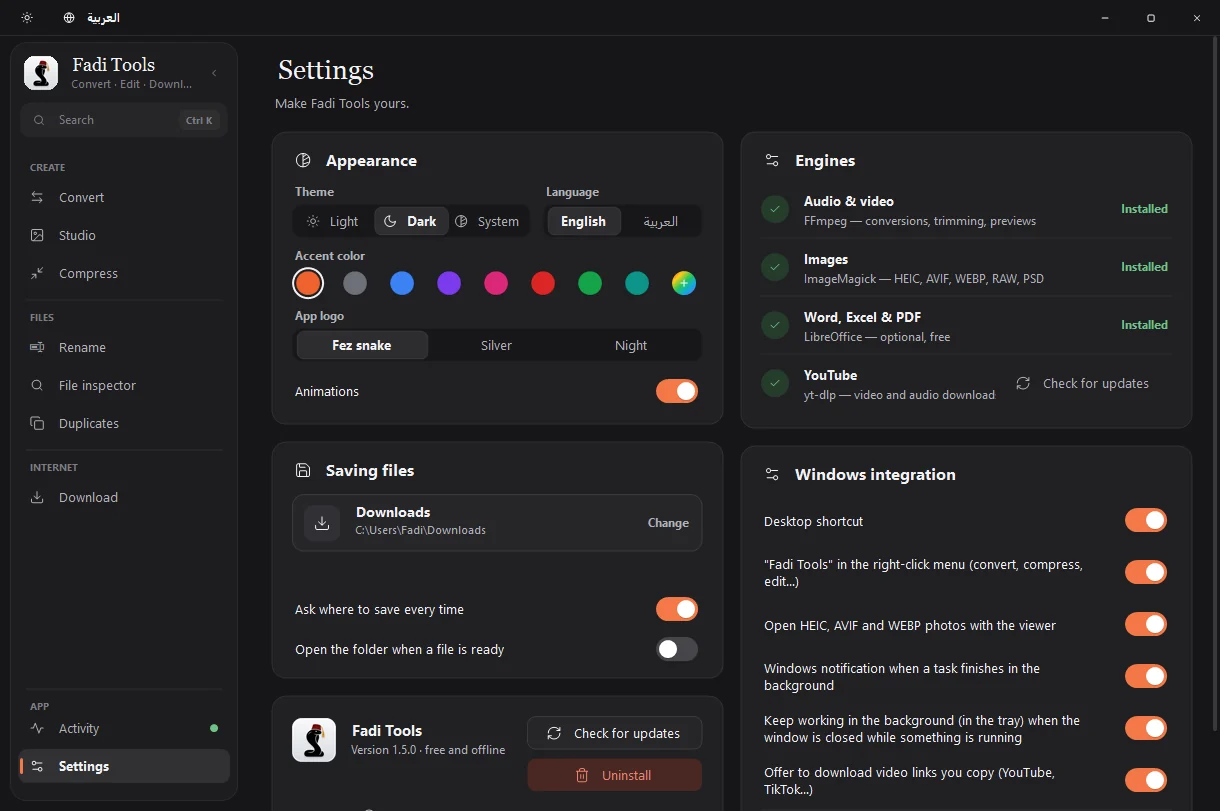 العربية
Fadi Tools
Convert · Edit · Downl...
Search
Ctrl K
CREATE
Convert
Studio
Compress
FILES
Rename
File inspector
Duplicates
INTERNET
Download
APP
Activity
Settings
Settings
Make Fadi Tools yours.
Appearance
Theme
Light
Dark
System
Language
English
العربية
Accent color
App logo
Fez snake
Silver
Night
Animations
Saving files
Downloads
C:\Users\Fadi\Downloads
Change
Ask where to save every time
Open the folder when a file is ready
Fadi Tools
Version 1.5.0 · free and offline
Check for updates
Uninstall
Engines
Audio & video
FFmpeg — conversions, trimming, previews
Installed
Images
ImageMagick — HEIC, AVIF, WEBP, RAW, PSD
Installed
Word, Excel & PDF
LibreOffice — optional, free
Installed
YouTube
yt-dlp — video and audio download
Check for updates
Windows integration
Desktop shortcut
"Fadi Tools" in the right-click menu (convert, compress,
edit...)
Open HEIC, AVIF and WEBP photos with the viewer
Windows notification when a task finishes in the
background
Keep working in the background (in the tray) when the
window is closed while something is running
Offer to download video links you copy (YouTube,
TikTok...)